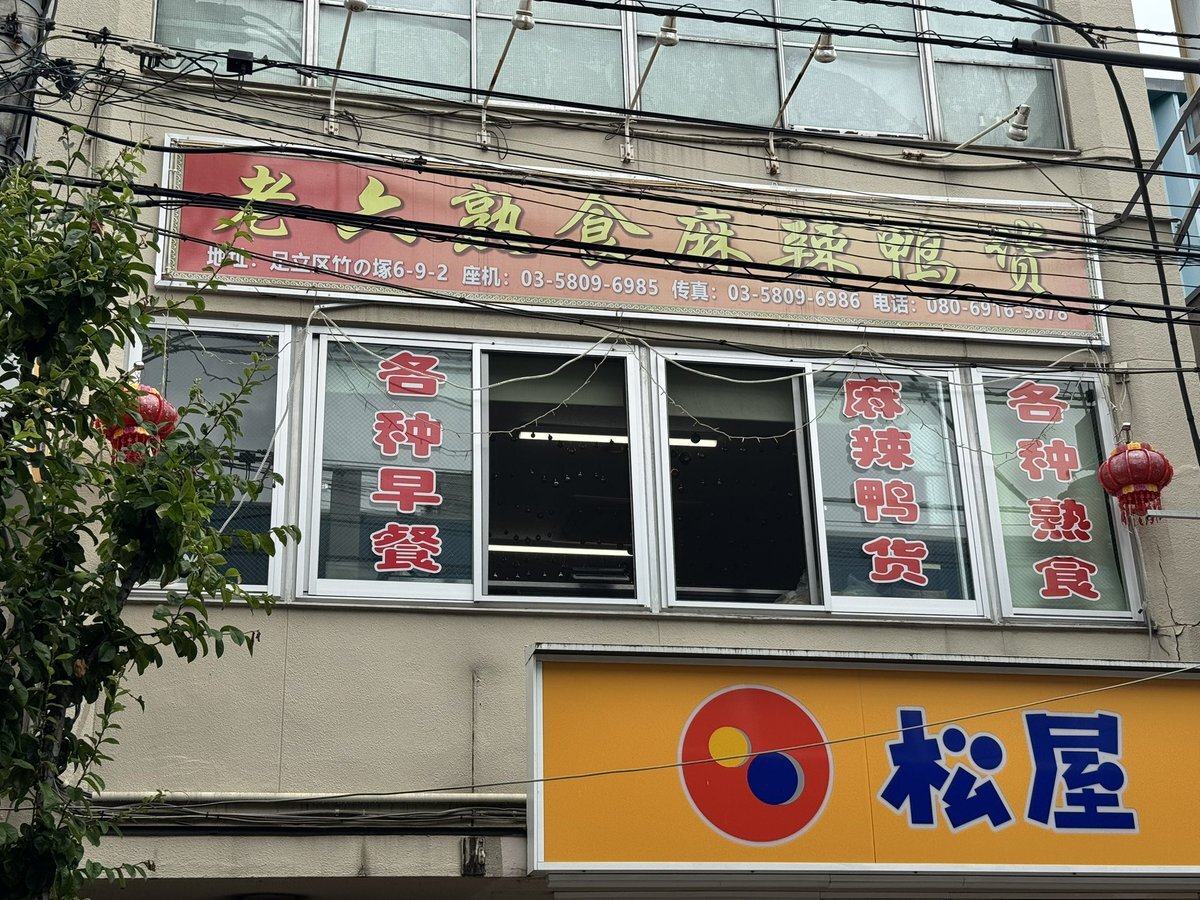 老六熟食麻辣鸭货
地址：足立区竹の塚6-9-2 座机：03-5809-6985 传真：03-5809-6986 电话：080-6916-5878
各种早餐
麻辣鸭货
各种熟食
松屋